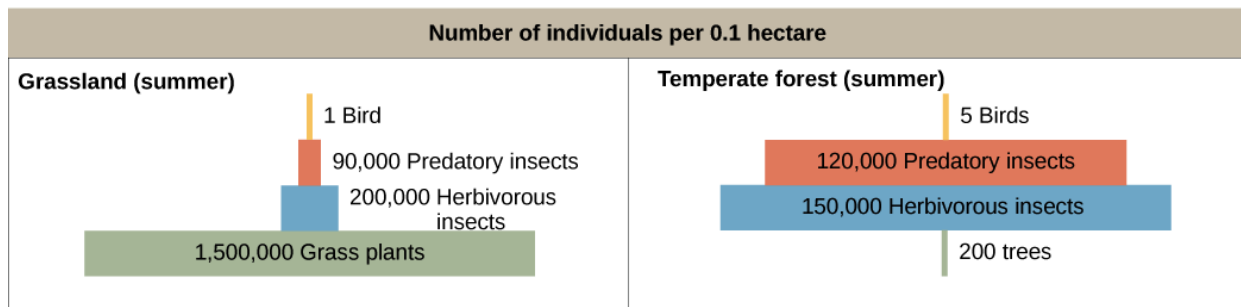 Number of individuals per 0.1 hectare
Grassland (summer)
1 Bird
90,000 Predatory insects
200,000 Herbivorous
insects
1,500,000 Grass plants
Temperate forest (summer)
5 Birds
120,000 Predatory insects
150,000 Herbivorous insects
200 trees